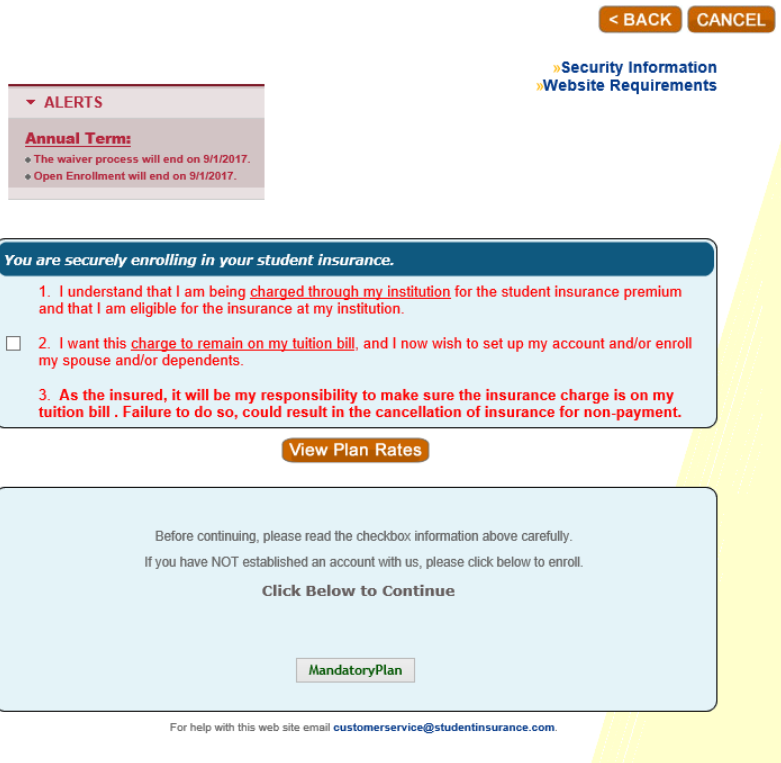 < BACK CANCEL
»Security Information
»Website Requirements
ALERTS
Annual Term:
The waiver process will end on 9/1/2017.
Open Enrollment will end on 9/1/2017.
You are securely enrolling in your student insurance.
1. I understand that I am being charged through my institution for the student insurance premium
and that I am eligible for the insurance at my institution.
2. I want this charge to remain on my tuition bill, and I now wish to set up my account and/or enroll
my spouse and/or dependents.
3. As the insured, it will be my responsibility to make sure the insurance charge is on my
tuition bill . Failure to do so, could result in the cancellation of insurance for non-payment.
View Plan Rates
Before continuing, please read the checkbox information above carefully.
If you have NOT established an account with us, please click below to enroll.
Click Below to Continue
MandatoryPlan
For help with this web site email customerservice@studentinsurance.com.